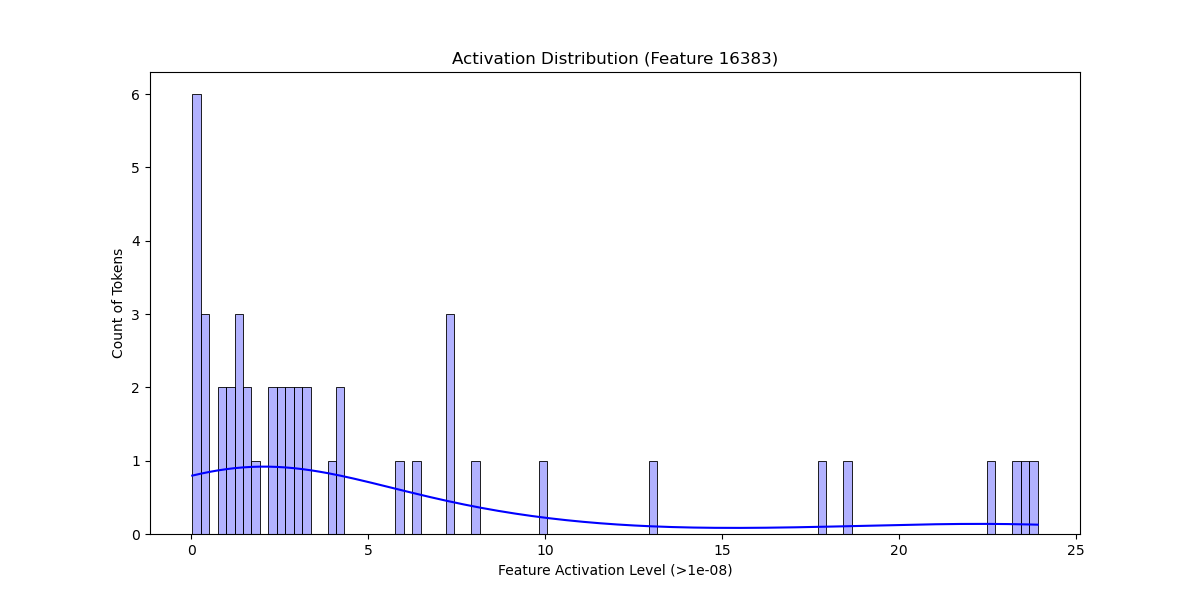 Activation Distribution (Feature 16383)
Count of Tokens
6
5
4
3
2
1
0
0 5 10 15 20 25
Feature Activation Level (>1e-08)